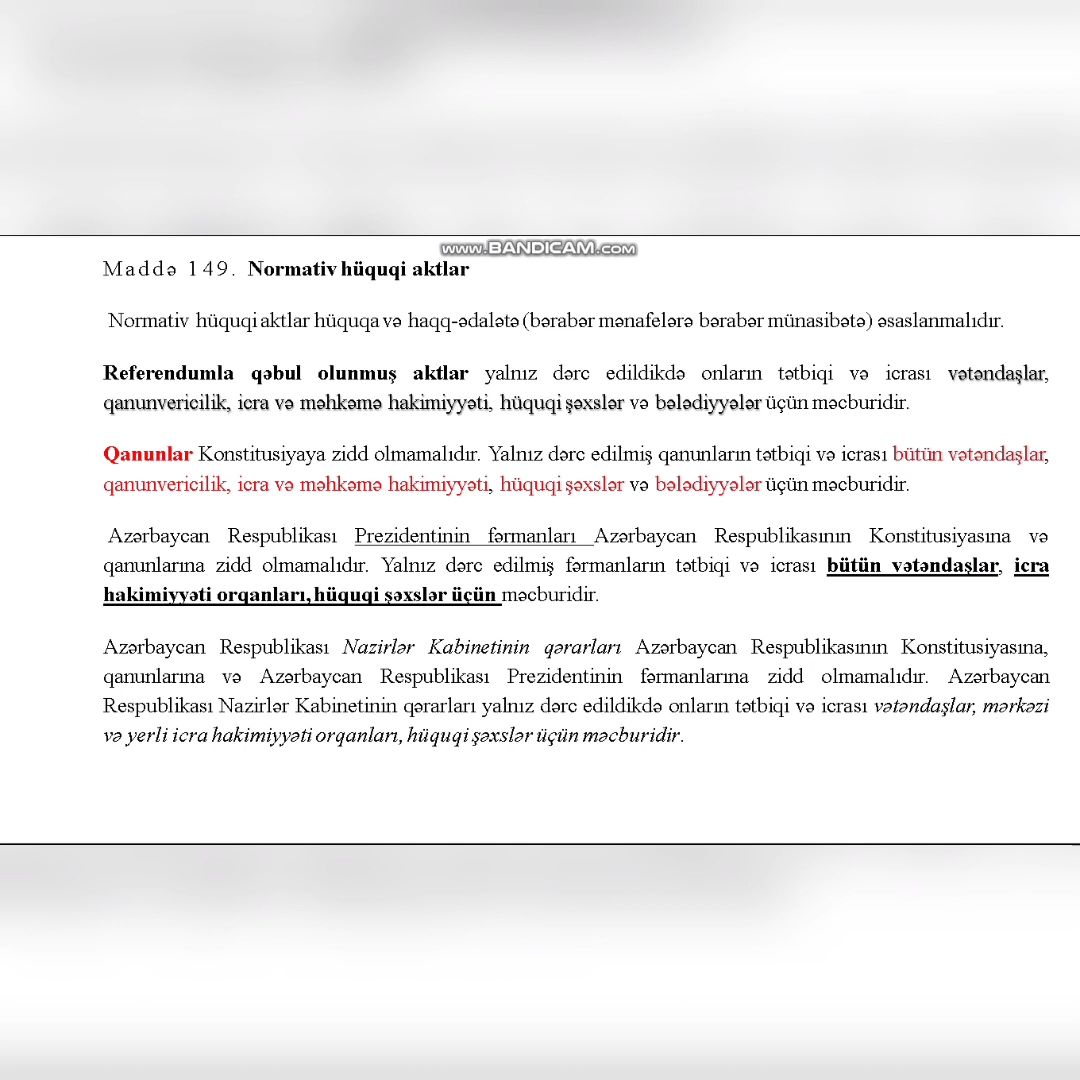 www.BANDICAM.com
Maddə 149. Normativ hüquqi aktlar
Normativ hüquqi aktlar hüquqa və haqq-ədalətə (bərabər mənafelərə bərabər münasibətə) əsaslanmalıdır.
Referendumla qəbul olunmuş aktlar yalnız dərc edildikdə onların tətbiqi və icrası vətəndaşlar,
qanunvericilik, icra və məhkəmə hakimiyyəti, hüquqi şəxslər və bələdiyyələr üçün məcburidir.
Qanunlar Konstitusiyaya zidd olmamalıdır. Yalnız dərc edilmiş qanunların tətbiqi və icrası bütün vətəndaşlar,
qanunvericilik, icra və məhkəmə hakimiyyəti, hüquqi şəxslər və bələdiyyələr üçün məcburidir.
Azərbaycan Respublikası Prezidentinin fərmanları Azərbaycan Respublikasının Konstitusiyasına və
qanunlarına zidd olmamalıdır. Yalnız dərc edilmiş fərmanların tətbiqi və icrası bütün vətəndaşlar, icra
hakimiyyəti orqanları, hüquqi şəxslər üçün məcburidir.
Azərbaycan Respublikası Nazirlər Kabinetinin qərarları Azərbaycan Respublikasının Konstitusiyasına,
qanunlarına və Azərbaycan Respublikası Prezidentinin fərmanlarına zidd olmamalıdır. Azərbaycan
Respublikası Nazirlər Kabinetinin qərarları yalnız dərc edildikdə onların tətbiqi və icrası vətəndaşlar, mərkəzi
və yerli icra hakimiyyəti orqanları, hüquqi şəxslər üçün məcburidir.